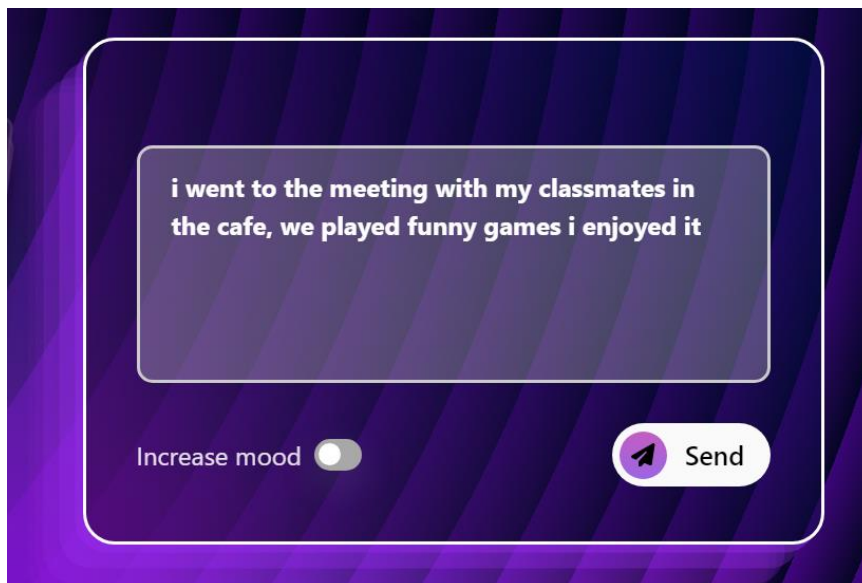 i went to the meeting with my classmates in
the cafe, we played funny games i enjoyed it
Increase mood
Send